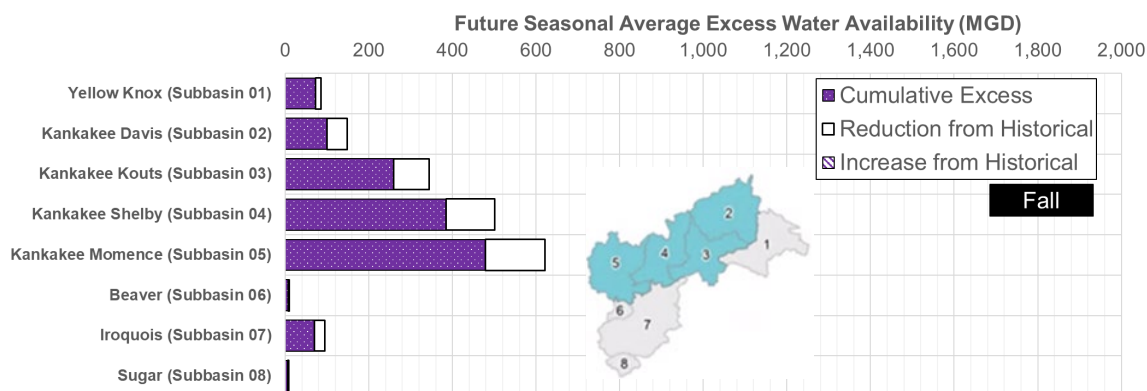 Future Seasonal Average Excess Water Availability (MGD)
0 200 400 600 800 1,000 1,200 1,400 1,600 1,800 2,000
Yellow Knox (Subbasin 01)
Kankakee Davis (Subbasin 02)
Kankakee Kouts (Subbasin 03)
Kankakee Shelby (Subbasin 04)
Kankakee Momence (Subbasin 05)
Beaver (Subbasin 06)
Iroquois (Subbasin 07)
Sugar (Subbasin 08)
Cumulative Excess
Reduction from Historical
Increase from Historical
Fall
2
1
3
4
5
6
7
8